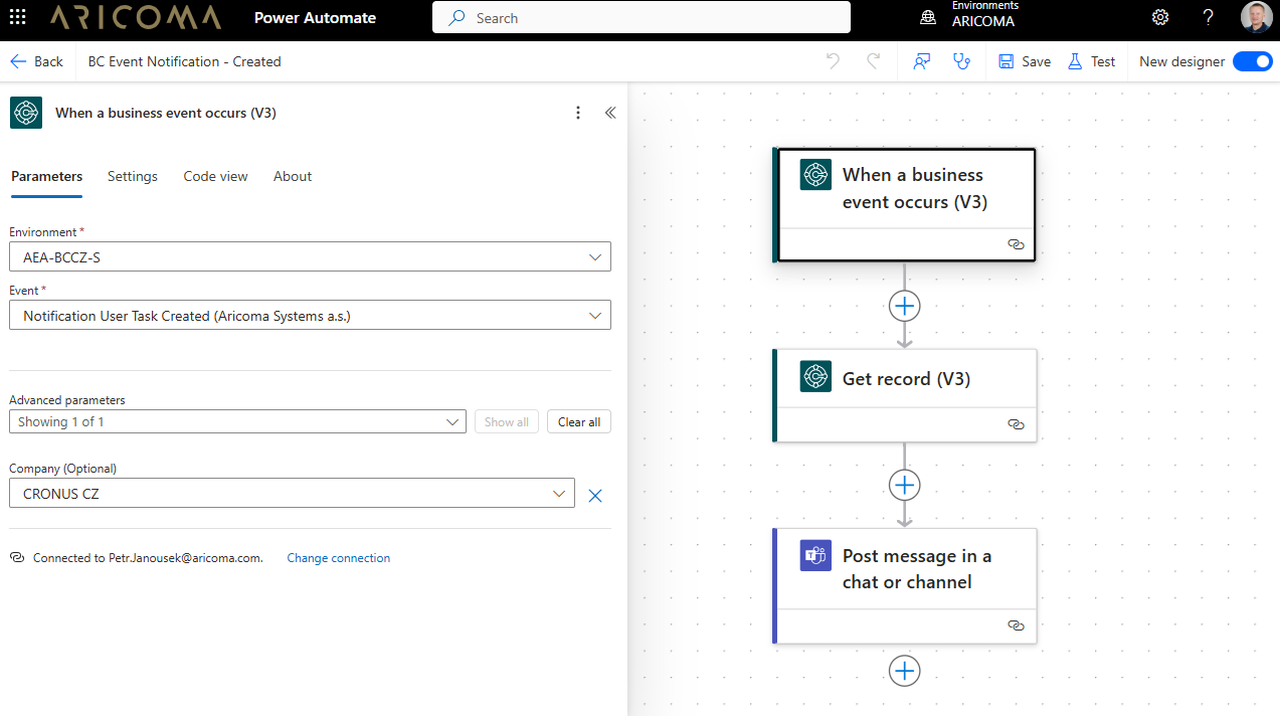 ARICOMA
Power Automate
Search
Environments
ARICOMA
?
Back
BC Event Notification - Created
Save
Test
New designer
When a business event occurs (V3)
Parameters
Settings
Code view
About
Environment *
AEA-BCCZ-S
Event *
Notification User Task Created (Aricoma Systems a.s.)
Advanced parameters
Showing 1 of 1
Show all
Clear all
Company (Optional)
CRONUS CZ
Connected to Petr.Janousek@aricoma.com.
Change connection
When a business
event occurs (V3)
Get record (V3)
Post message in a
chat or channel